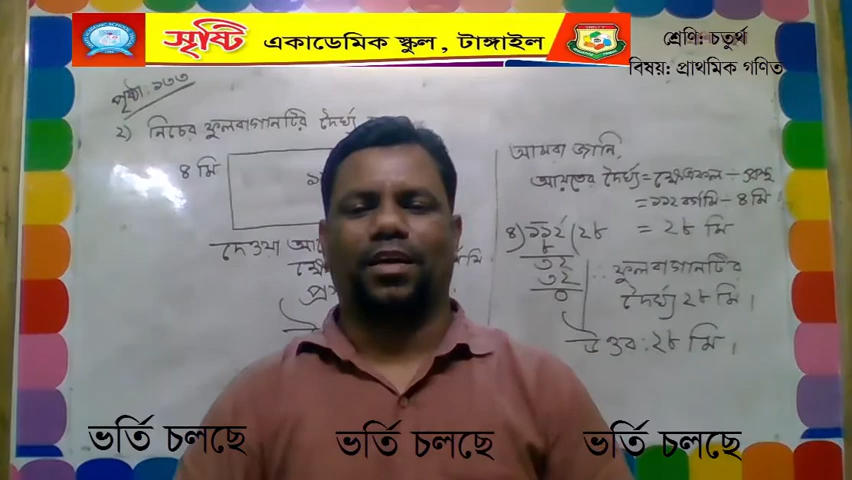 সৃষ্টি একাডেমিক স্কুল, টাঙ্গাইল
শ্রেণি: চতুর্থ
বিষয়: প্রাথমিক গণিত
পৃষ্ঠা: ১৩৩
২) নিচের ফুলবাগানটির দৈর্ঘ্য
৪ মি
দেওয়া আছে
আমরা জানি,
আয়তের দৈর্ঘ্য = ক্ষেত্রফল ÷ প্রস্থ
= ১১২ বর্গমি ÷ ৪ মি
= ২৮ মি
৪) ১১২ (২৮
৮
৩২
৩২
০
∴ ফুলবাগানটির
দৈর্ঘ্য ২৮ মি।
উত্তর: ২৮ মি।
ভর্তি চলছে ভর্তি চলছে ভর্তি চলছে